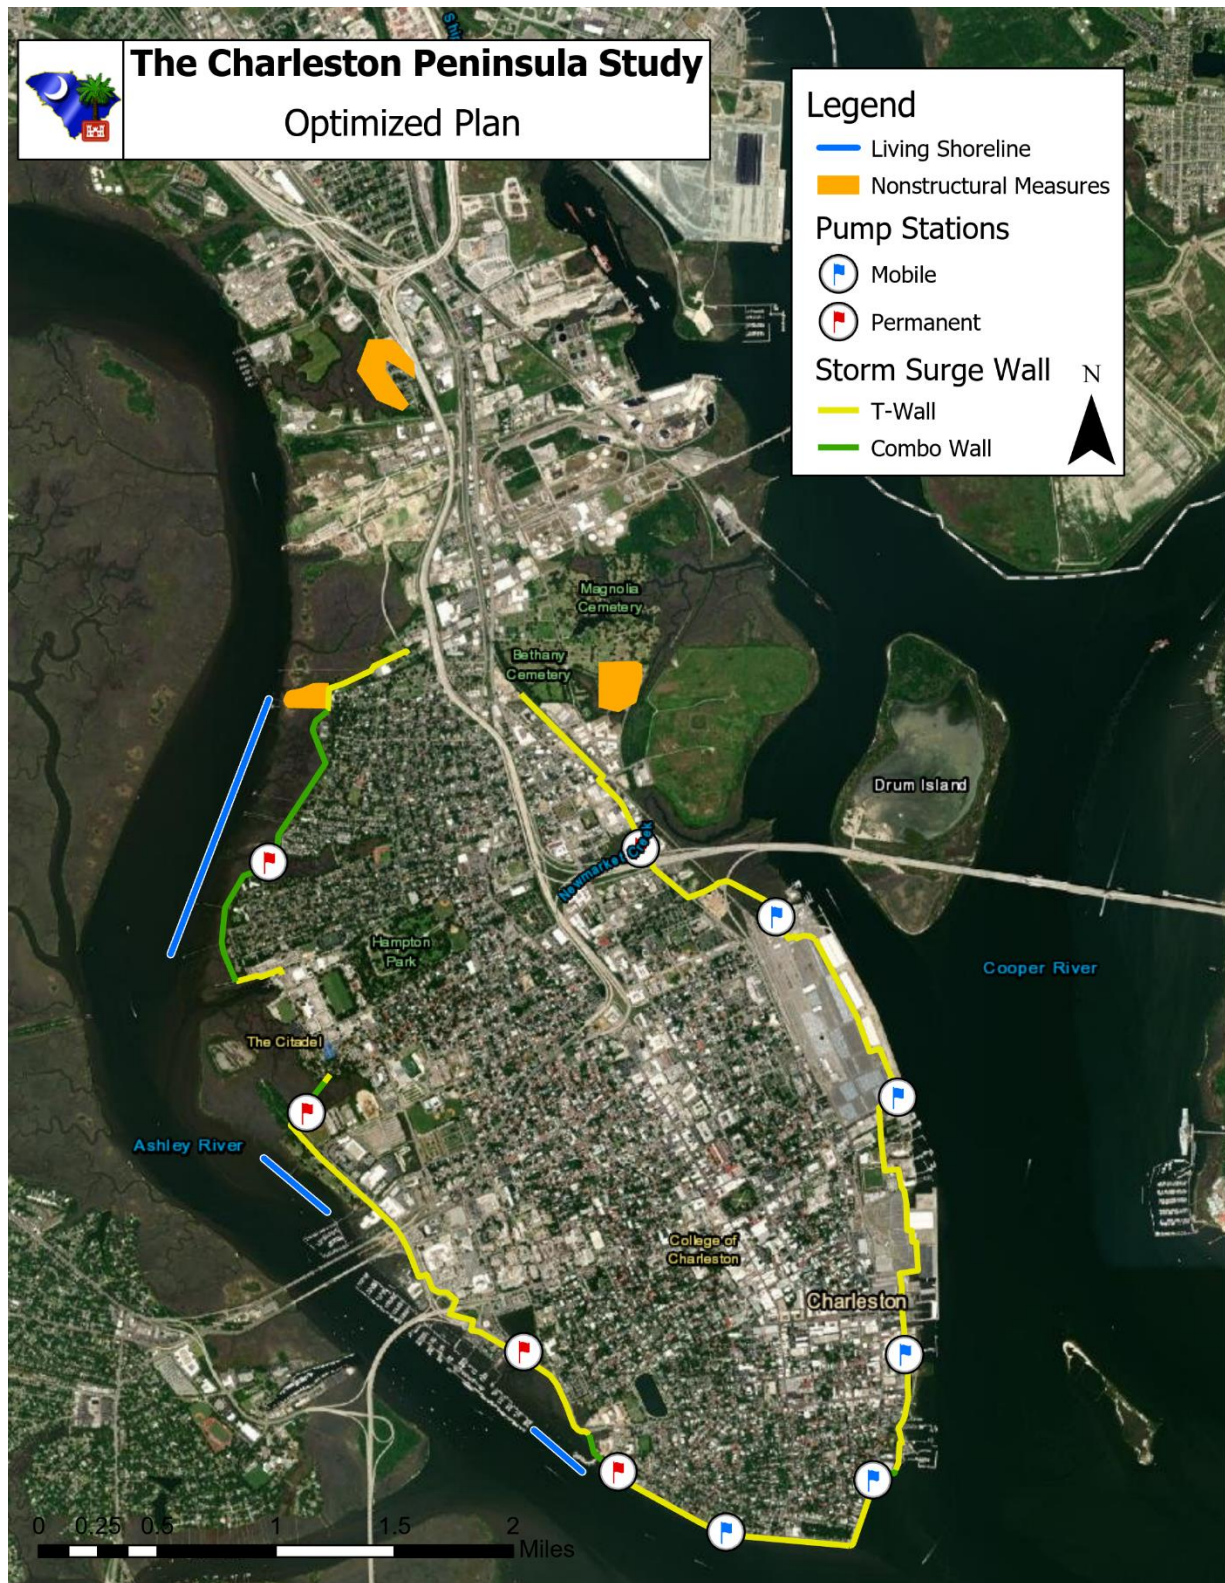 Shi
The Charleston Peninsula Study
Optimized Plan
Legend
Living Shoreline
Nonstructural Measures
Pump Stations
Mobile
Permanent
Storm Surge Wall
N
T-Wall
Combo Wall
Magnolia
Cemetery
Bethany
Cemetery
Drum Island
Newmarket Creek
Hampton
Park
Cooper River
The Citadel
Ashley River
College of
Charleston
Charleston
0 0.25 0.5 1 1.5 2
Miles